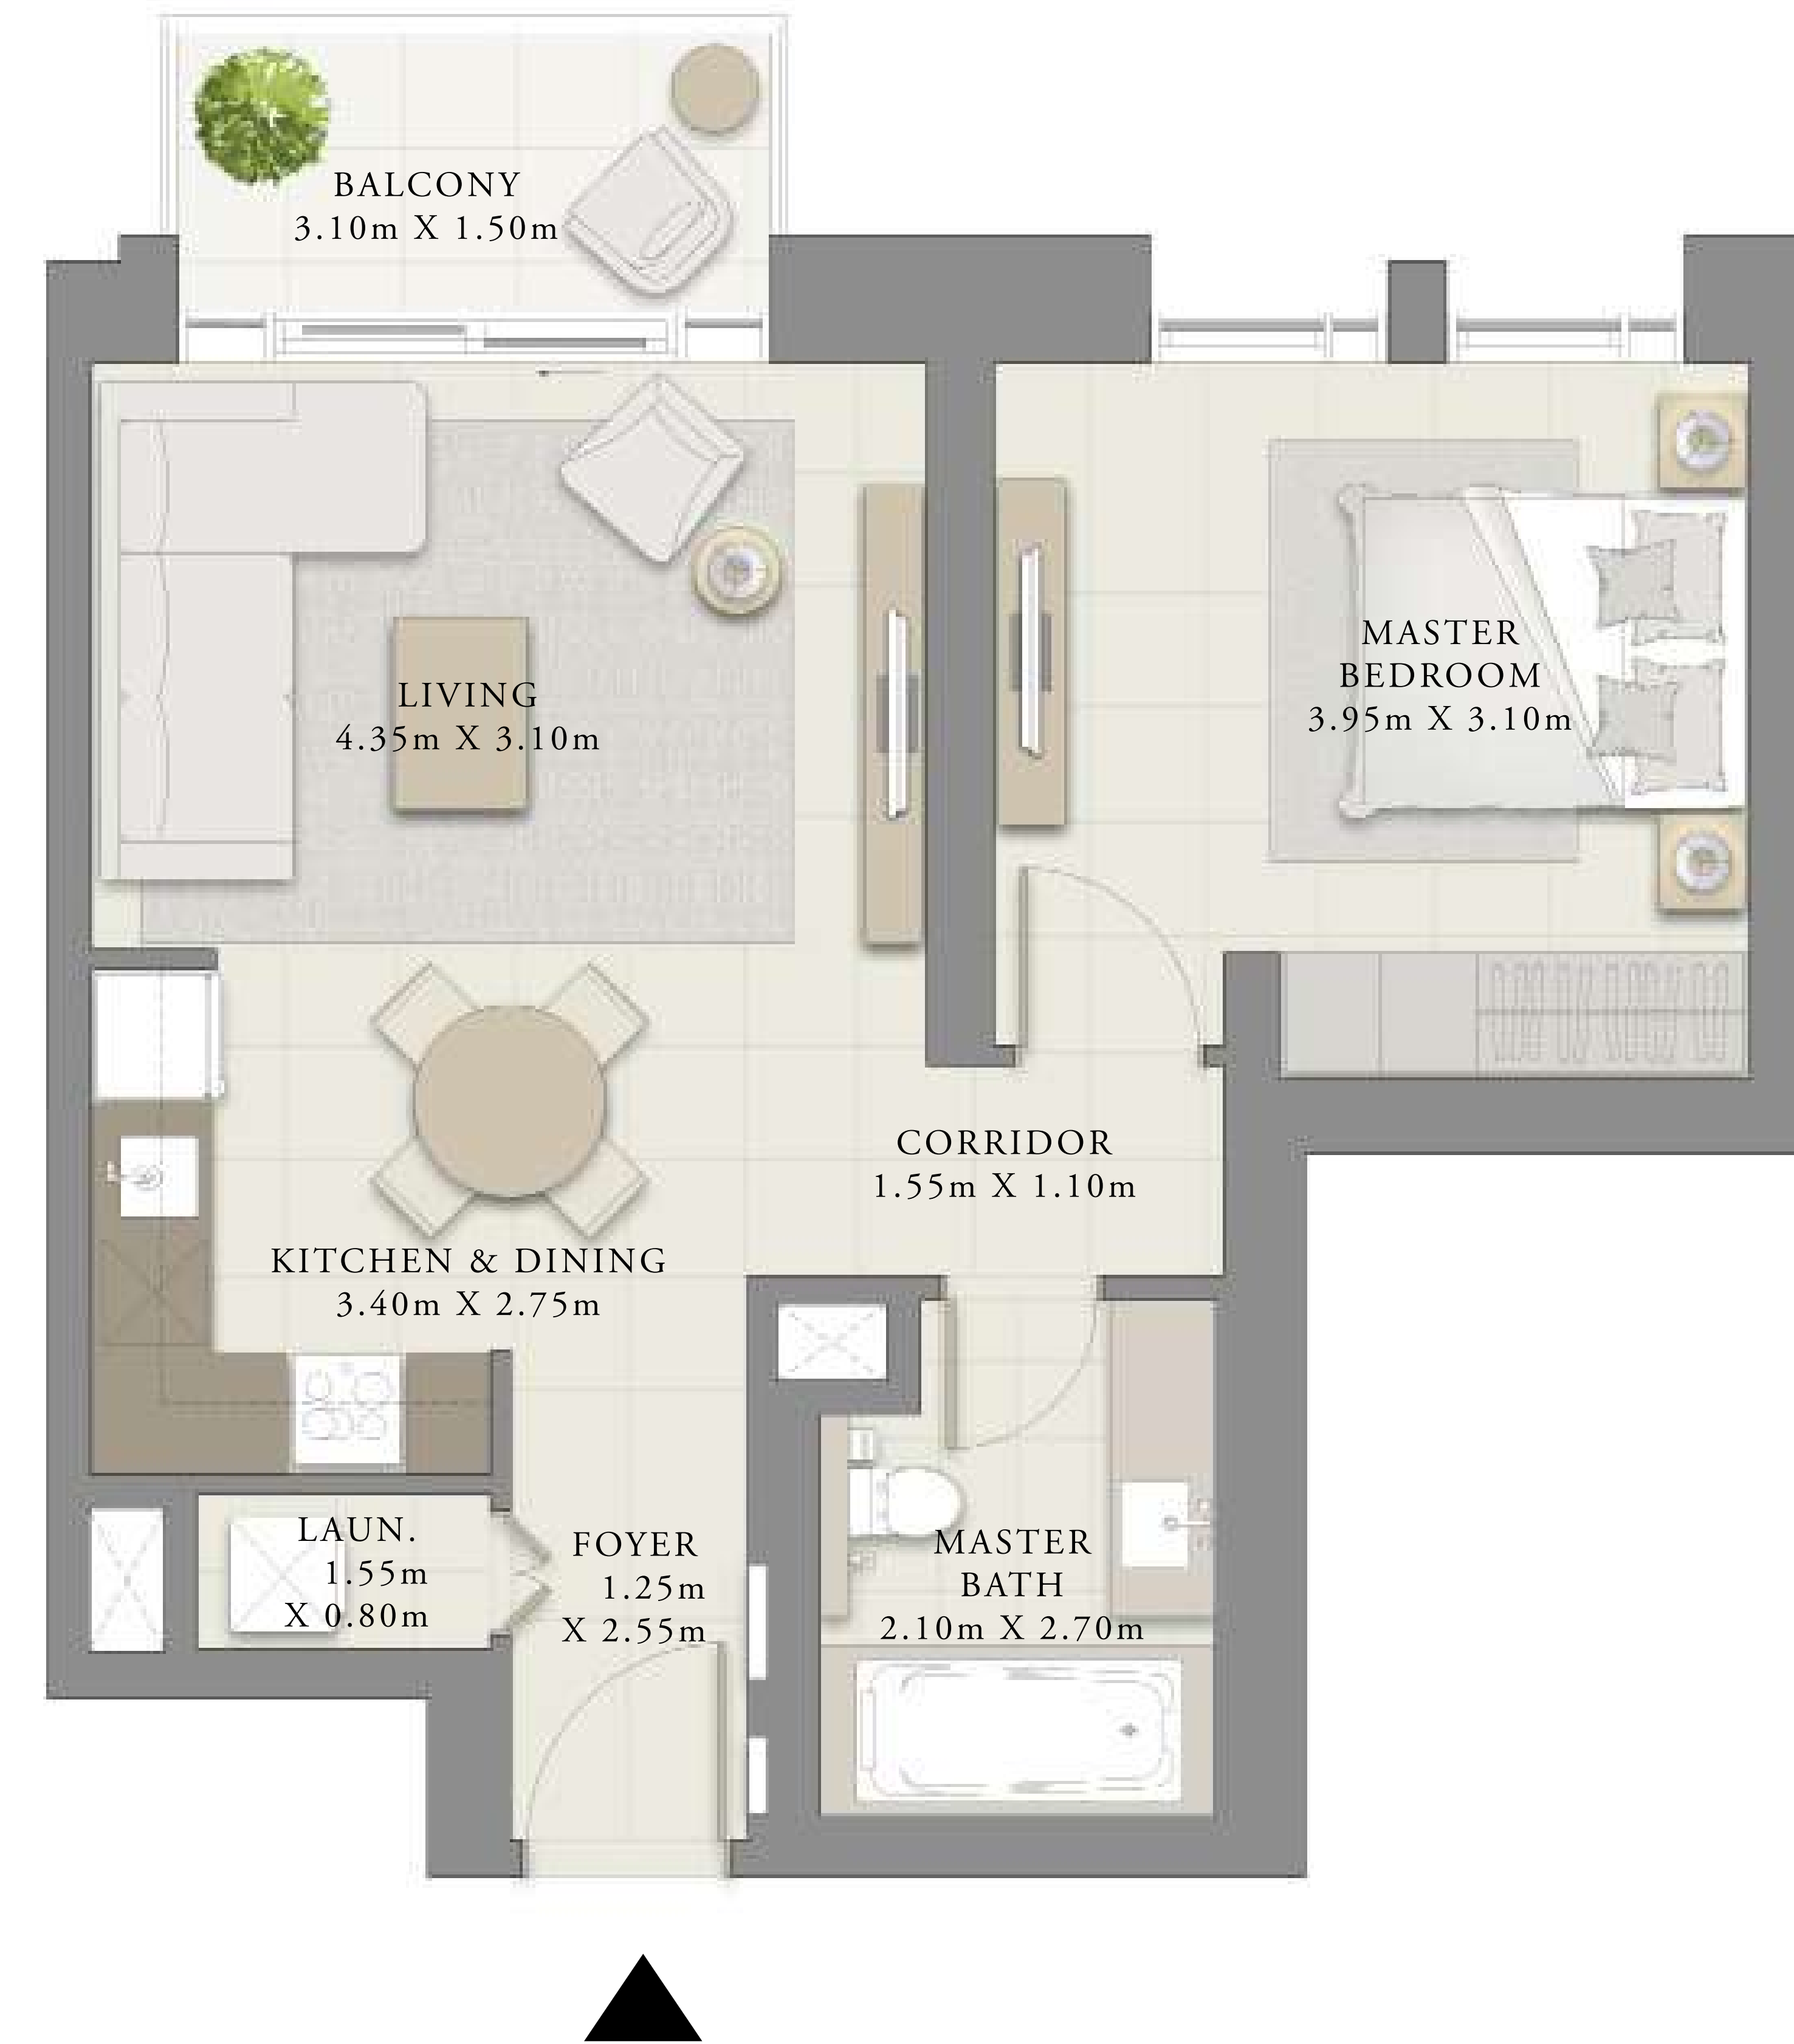 BALCONY
3.10m X 1.50m
LIVING
4.35m X 3.10m
MASTER
BEDROOM
3.95m X 3.10m
CORRIDOR
1.55m X 1.10m
KITCHEN & DINING
3.40m X 2.75m
LAUN.
1.55m
X 0.80m
FOYER
1.25m
X 2.55m
MASTER
BATH
2.10m X 2.70m